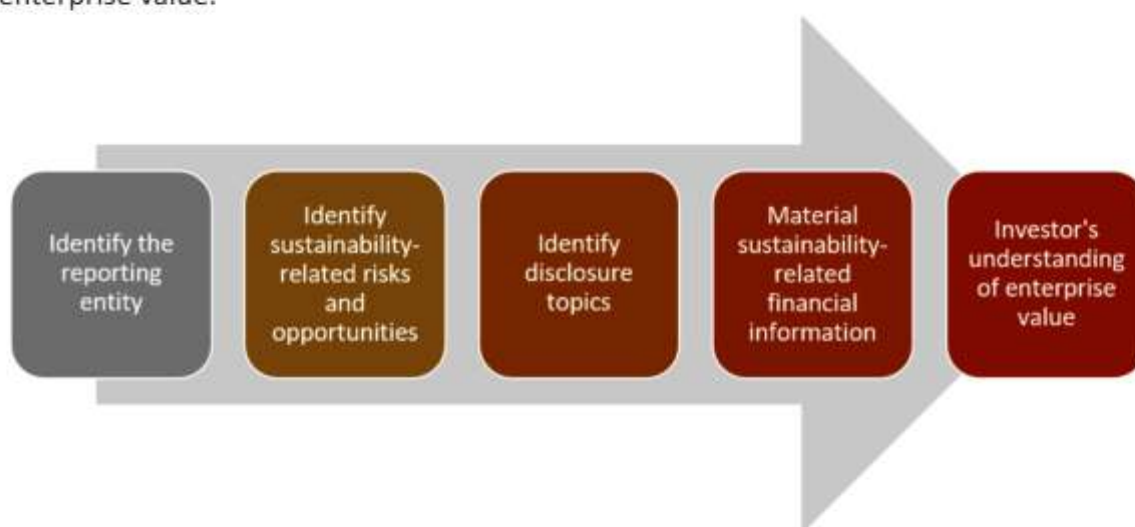 enterprise value.
Identify the
reporting
entity
Identify
sustainability-
related risks
and
opportunities
Identify
disclosure
topics
Material
sustainability-
related
financial
information
Investor's
understanding
of enterprise
value